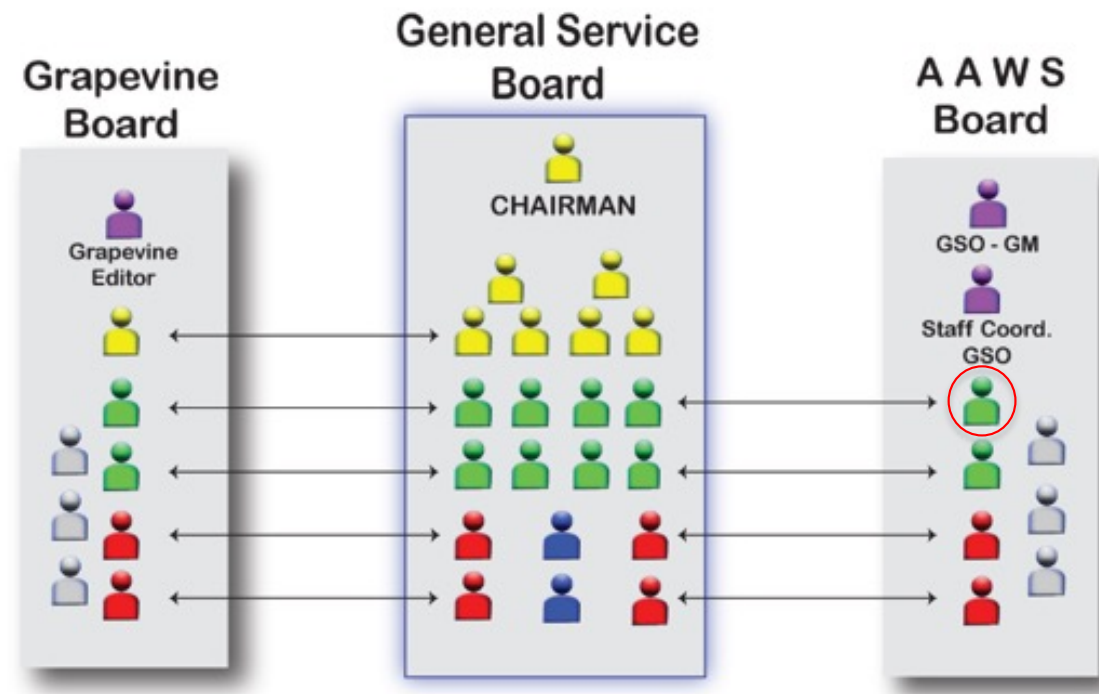 Grapevine
Board
Grapevine
Editor
General Service
Board
CHAIRMAN
A A W S
Board
GSO - GM
Staff Coord.
GSO